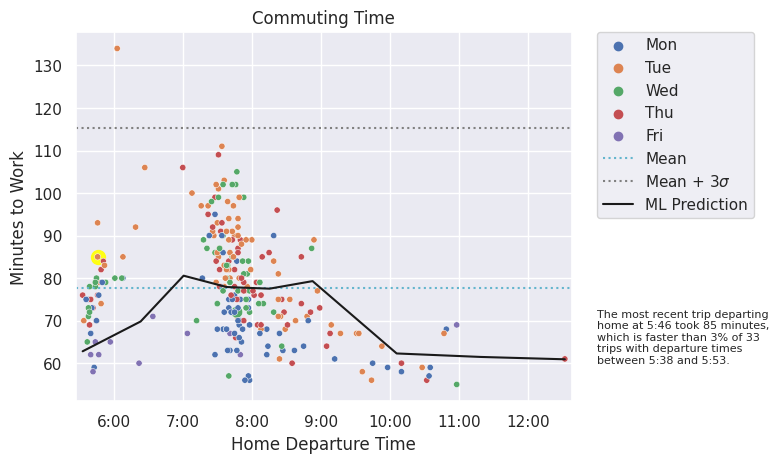 Commuting Time
Minutes to Work
130
120
110
100
90
80
70
60
6:00 7:00 8:00 9:00 10:00 11:00 12:00
Home Departure Time
Mon
Tue
Wed
Thu
Fri
Mean
Mean + 3σ
ML Prediction
The most recent trip departing
home at 5:46 took 85 minutes,
which is faster than 3% of 33
trips with departure times
between 5:38 and 5:53.